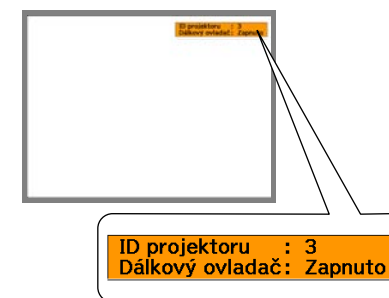 ID projektoru : 3
Dálkový ovladač : Zapnuto
ID projektoru : 3
Dálkový ovladač : Zapnuto